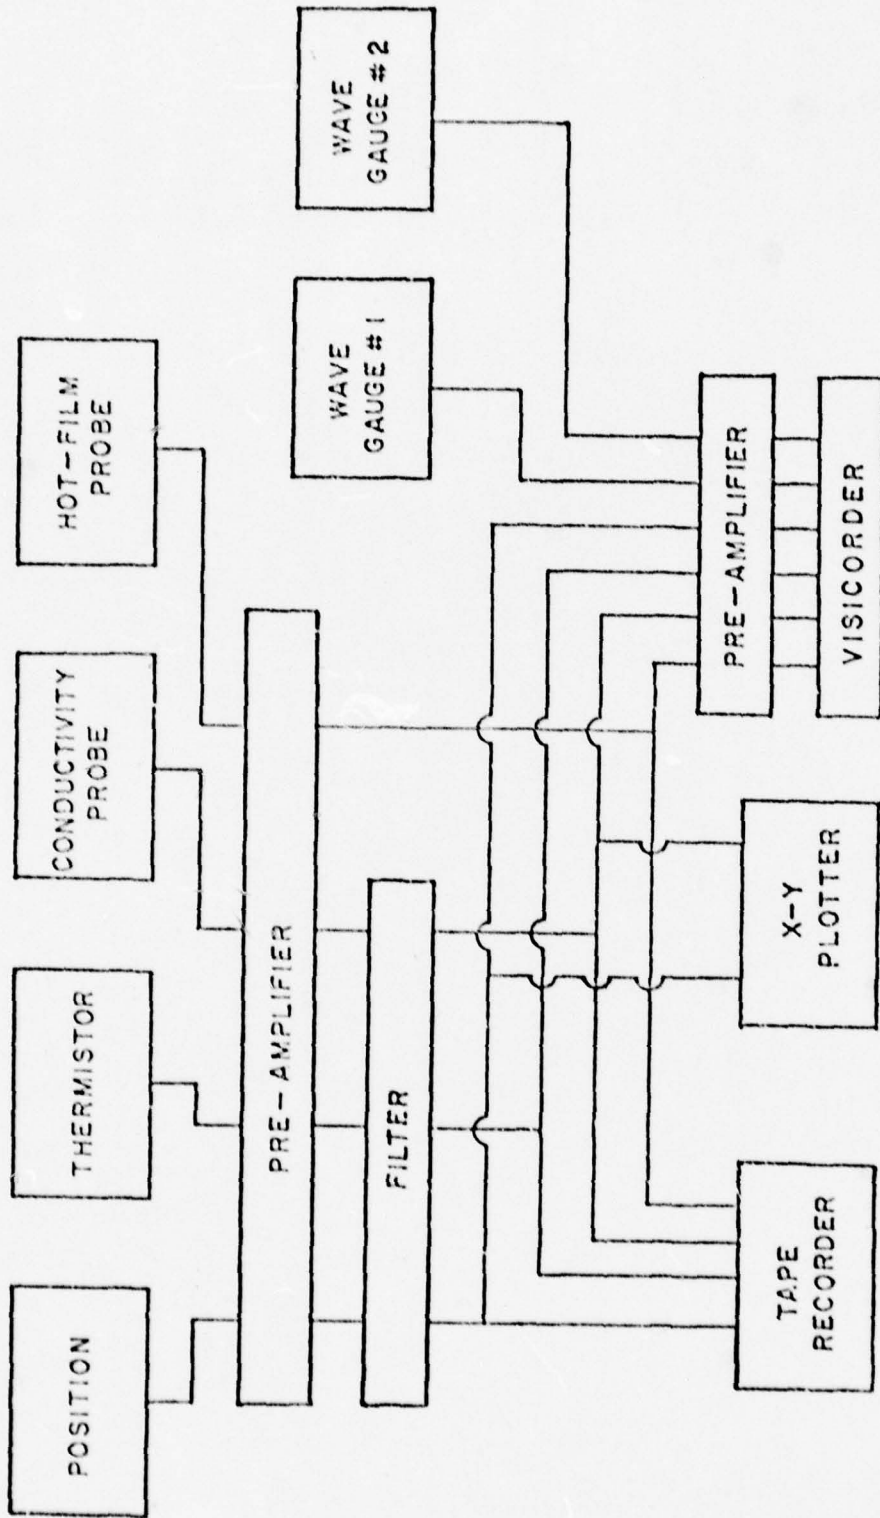 POSITION
THERMISTOR
CONDUCTIVITY
PROBE
HOT-FILM
PROBE
PRE-AMPLIFIER
FILTER
WAVE
GAUGE #1
WAVE
GAUGE #2
TAPE
RECORDER
X-Y
PLOTTER
PRE-AMPLIFIER
VISICORDER